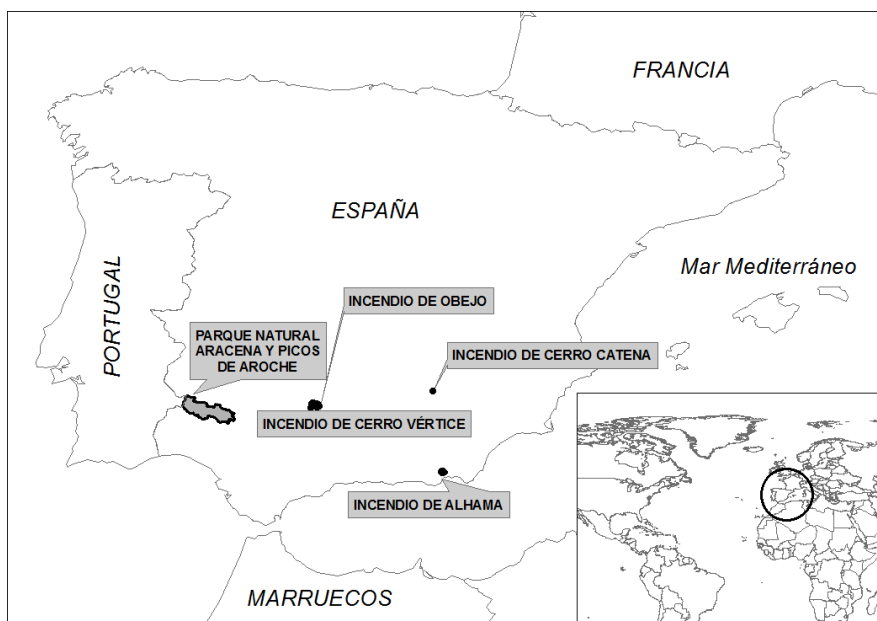 FRANCIA
ESPAÑA
Mar Mediterráneo
PORTUGAL
INCENDIO DE OBEJO
PARQUE NATURAL
ARACENA Y PICOS
DE AROCHE
INCENDIO DE CERRO CATENA
INCENDIO DE CERRO VÉRTICE
INCENDIO DE ALHAMA
MARRUECOS